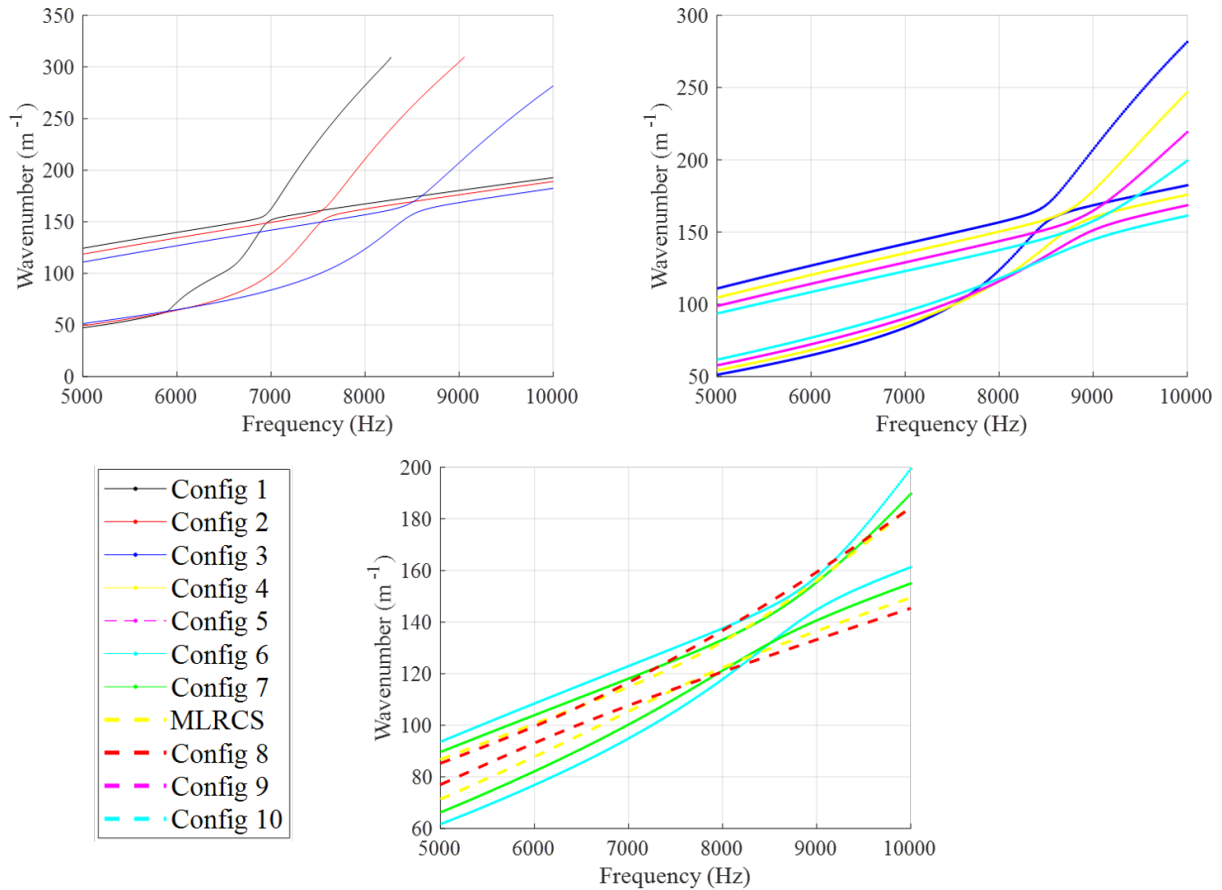 350
300
250
200
150
100
50
0
Wavenumber (m⁻¹)
5000 6000 7000 8000 9000 10000
Frequency (Hz)
300
250
200
150
100
50
Wavenumber (m⁻¹)
5000 6000 7000 8000 9000 10000
Frequency (Hz)
Config 1
Config 2
Config 3
Config 4
Config 5
Config 6
Config 7
MLRCS
Config 8
Config 9
Config 10
200
180
160
140
120
100
80
60
Wavenumber (m⁻¹)
5000 6000 7000 8000 9000 10000
Frequency (Hz)